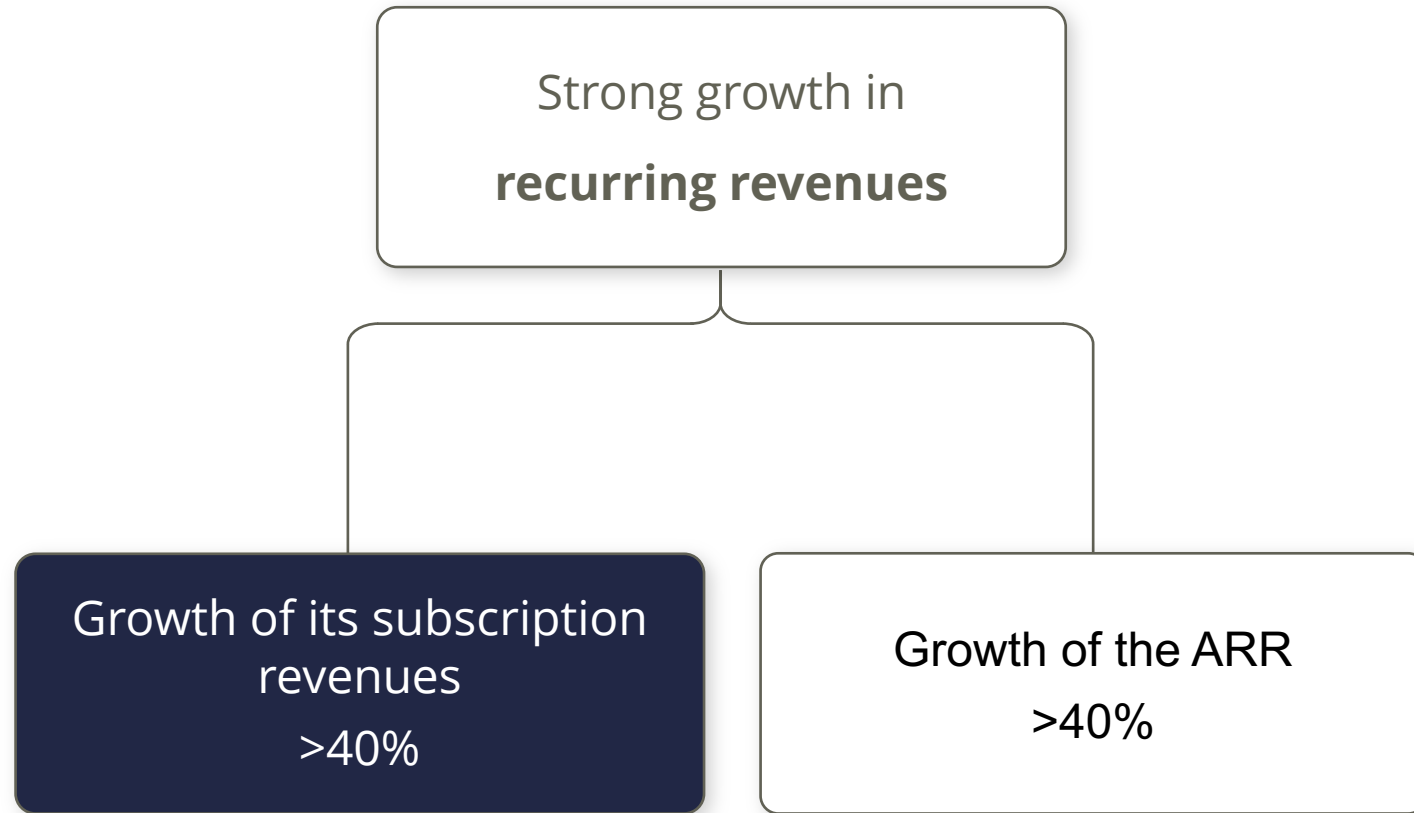 Strong growth in
recurring revenues
Growth of its subscription
revenues
>40%
Growth of the ARR
>40%